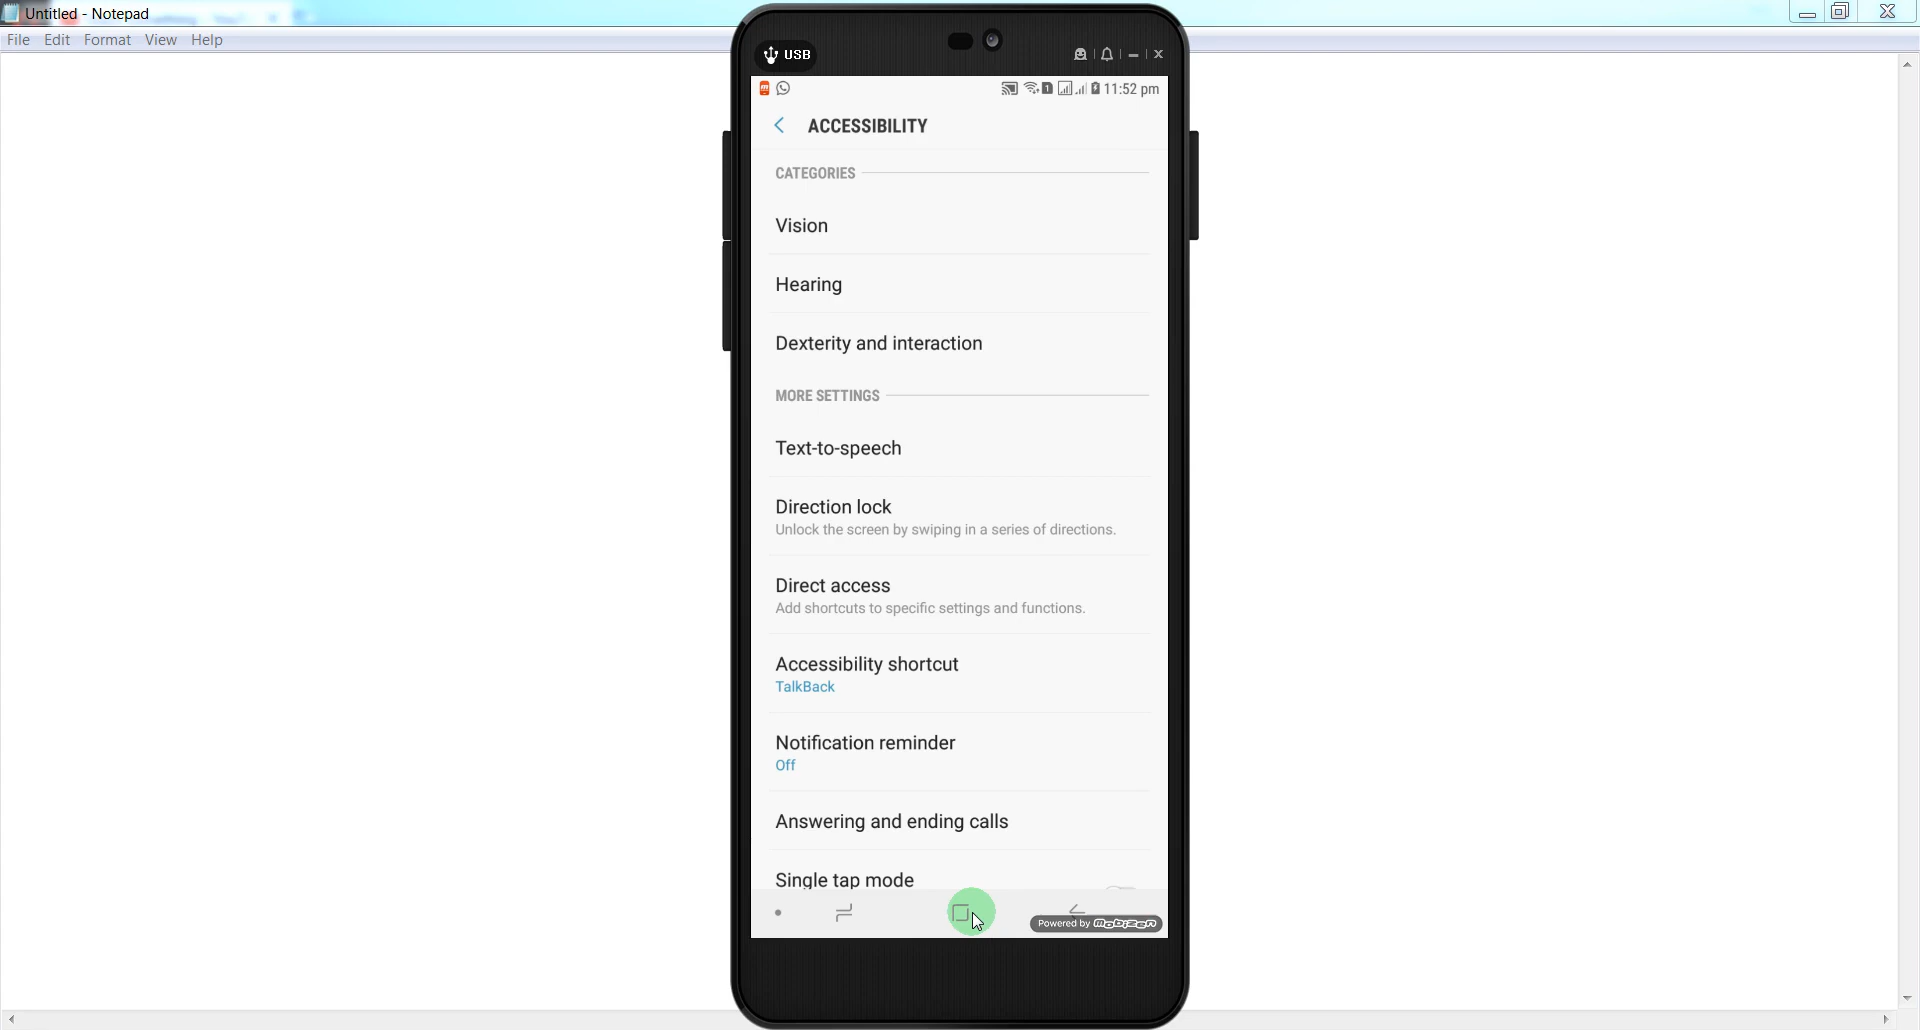 Untitled - Notepad
File Edit Format View Help
USB
1 11:52 pm
ACCESSIBILITY
CATEGORIES
Vision
Hearing
Dexterity and interaction
MORE SETTINGS
Text-to-speech
Direction lock
Unlock the screen by swiping in a series of directions.
Direct access
Add shortcuts to specific settings and functions.
Accessibility shortcut
TalkBack
Notification reminder
Off
Answering and ending calls
Single tap mode
Powered by mobizen